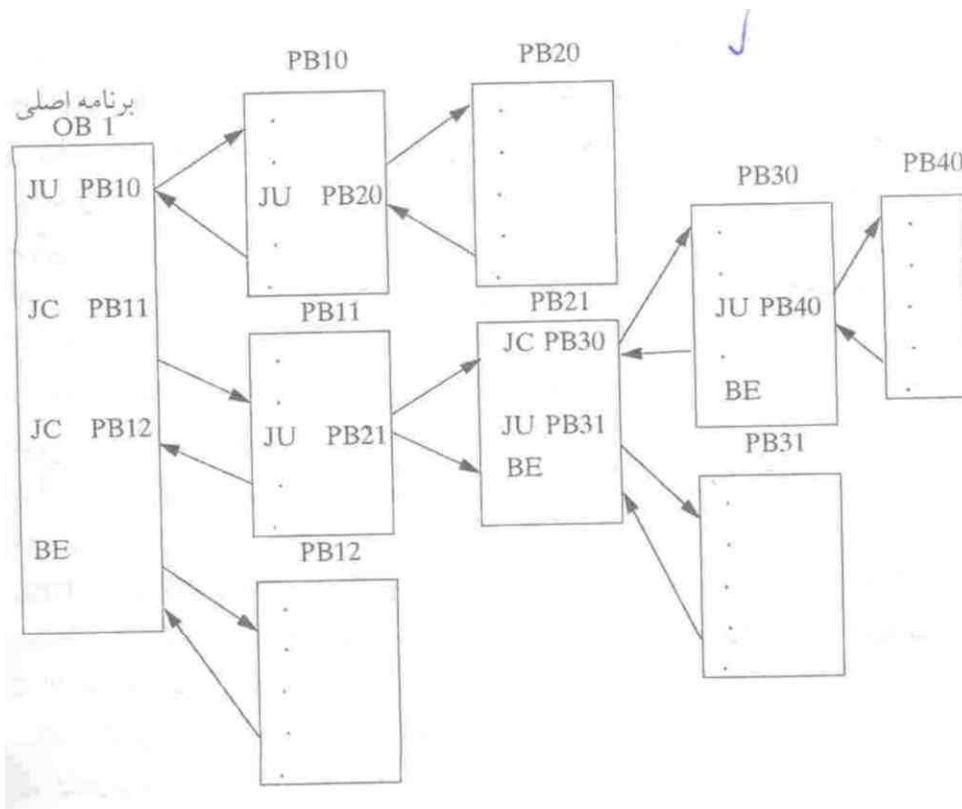 PB10
PB20
برنامه اصلی
OB 1
JU PB10
JC PB11
JC PB12
BE
JU PB20
PB11
JU PB21
PB12
PB21
JC PB30
JU PB31
BE
PB30
JU PB40
BE
PB40
PB31